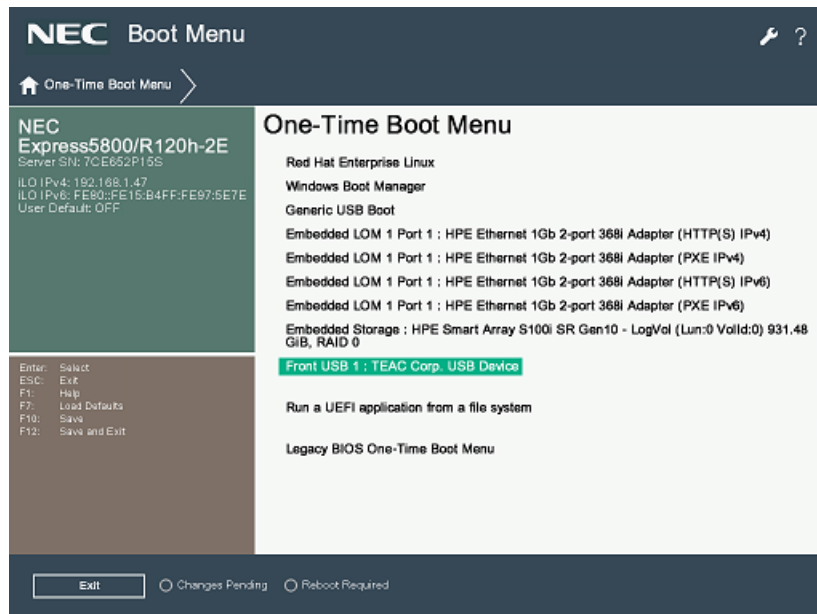 NEC Boot Menu
?
One-Time Boot Menu
NEC
Express5800/R120h-2E
Server SN: 7CE652P15S
iLO IPv4: 192.168.1.47
iLO IPv6: FE80::FE15:B4FF:FE97:5E7E
User Default: OFF
Enter: Select
ESC: Exit
F1: Help
F7: Load Defaults
F10: Save
F12: Save and Exit
One-Time Boot Menu
Red Hat Enterprise Linux
Windows Boot Manager
Generic USB Boot
Embedded LOM 1 Port 1 : HPE Ethernet 1Gb 2-port 368i Adapter (HTTP(S) IPv4)
Embedded LOM 1 Port 1 : HPE Ethernet 1Gb 2-port 368i Adapter (PXE IPv4)
Embedded LOM 1 Port 1 : HPE Ethernet 1Gb 2-port 368i Adapter (HTTP(S) IPv6)
Embedded LOM 1 Port 1 : HPE Ethernet 1Gb 2-port 368i Adapter (PXE IPv6)
Embedded Storage : HPE Smart Array S100i SR Gen10 - LogVol (Lun:0 VolId:0) 931.48
GiB, RAID 0
Front USB 1 : TEAC Corp. USB Device
Run a UEFI application from a file system
Legacy BIOS One-Time Boot Menu
Exit
Changes Pending
Reboot Required